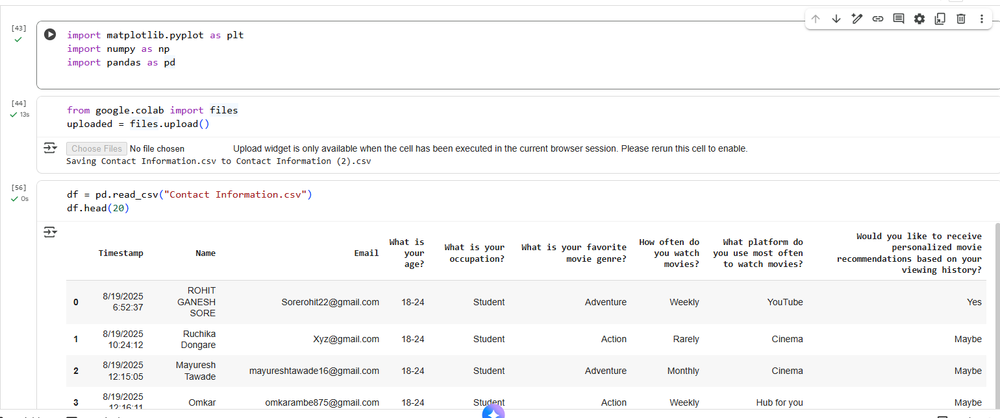 [43]
import matplotlib.pyplot as plt
import numpy as np
import pandas as pd
[44]
13s
from google.colab import files
uploaded = files.upload()
Choose Files No file chosen Upload widget is only available when the cell has been executed in the current browser session. Please rerun this cell to enable.
Saving Contact Information.csv to Contact Information (2).csv
[56]
0s
df = pd.read_csv("Contact Information.csv")
df.head(20)
Timestamp Name Email What is your age? What is your occupation? What is your favorite movie genre? How often do you watch movies? What platform do you use most often to watch movies? Would you like to receive personalized movie recommendations based on your viewing history?
0 8/19/2025 6:52:37 ROHIT GANESH SORE Sorerohit22@gmail.com 18-24 Student Adventure Weekly YouTube Yes
1 8/19/2025 10:24:12 Ruchika Dongare Xyz@gmail.com 18-24 Student Action Rarely Cinema Maybe
2 8/19/2025 12:15:05 Mayuresh Tawade mayureshtawade16@gmail.com 18-24 Student Adventure Monthly Cinema Maybe
3 8/19/2025 12:16:11 Omkar omkarambe875@gmail.com 18-24 Student Action Weekly Hub for you Maybe